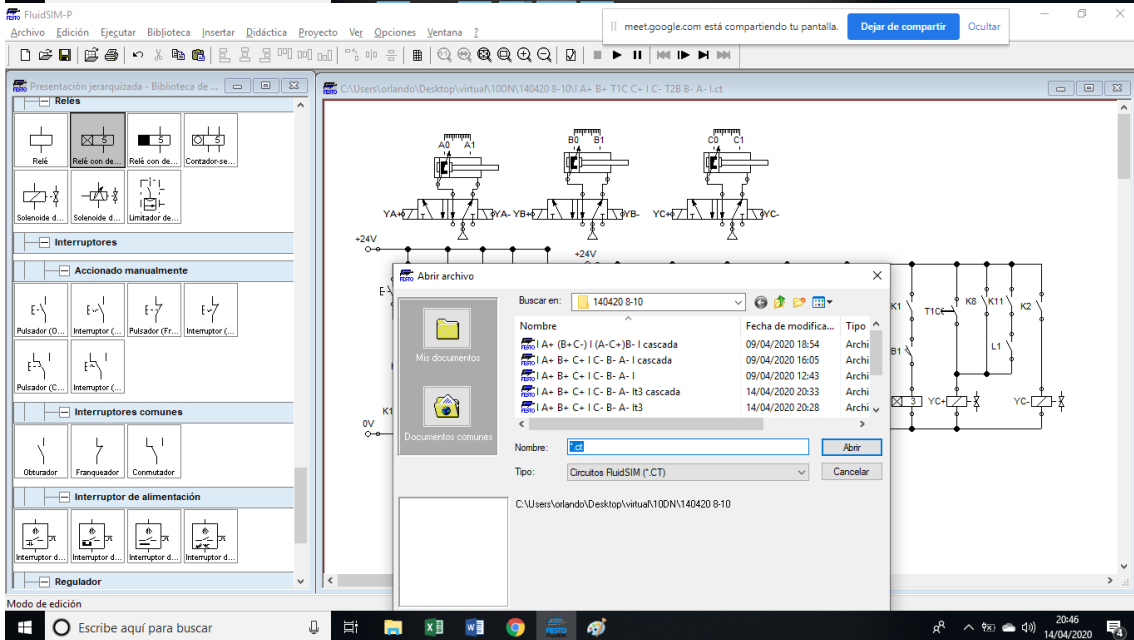 FluidSIM-P
meet.google.com está compartiendo tu pantalla. Dejar de compartir Ocultar
Archivo Edición Ejecutar Biblioteca Insertar Didáctica Proyecto Ver Opciones Ventana ?
Presentación jerarquizada - Biblioteca de ...
C:\Users\orlando\Desktop\virtual\10DN\140420 8-10\I A+ B+ T1C C+ I C- T2B B- A- I.ct
Relés
Relé
Relé con de...
Relé con de...
Contador-se...
Solenoide d...
Solenoide d...
Limitador de...
Interruptores
Accionado manualmente
Pulsador (O...
Interruptor (...
Pulsador (Fr...
Interruptor (...
Pulsador (C...
Interruptor (...
Interruptores comunes
Obturador
Franqueador
Conmutador
Interruptor de alimentación
Interruptor d...
Interruptor d...
Interruptor d...
Interruptor d...
Regulador
A0 A1
B0 B1
C0 C1
YA+ YA- YB+ YB- YC+ YC-
+24V
+24V
K1 T1C K8 K11 K2
B1 L1
3 YC+ YC-
K1
0V
FESTO Abrir archivo
Buscar en: 140420 8-10
Mis documentos
Documentos comunes
Nombre Fecha de modifica... Tipo
I A+ (B+C-) I (A-C+)B- I cascada 09/04/2020 18:54 Archi
I A+ B+ C+ I C- B- A- I cascada 09/04/2020 16:05 Archi
I A+ B+ C+ I C- B- A- I 09/04/2020 12:43 Archi
I A+ B+ C+ I C- B- A- It3 cascada 14/04/2020 20:33 Archi
I A+ B+ C+ I C- B- A- It3 14/04/2020 20:28 Archi
Nombre: *.ct Abrir
Tipo: Circuitos FluidSIM (*.CT) Cancelar
C:\Users\orlando\Desktop\virtual\10DN\140420 8-10
Modo de edición
Escribe aquí para buscar
20:46
14/04/2020
4